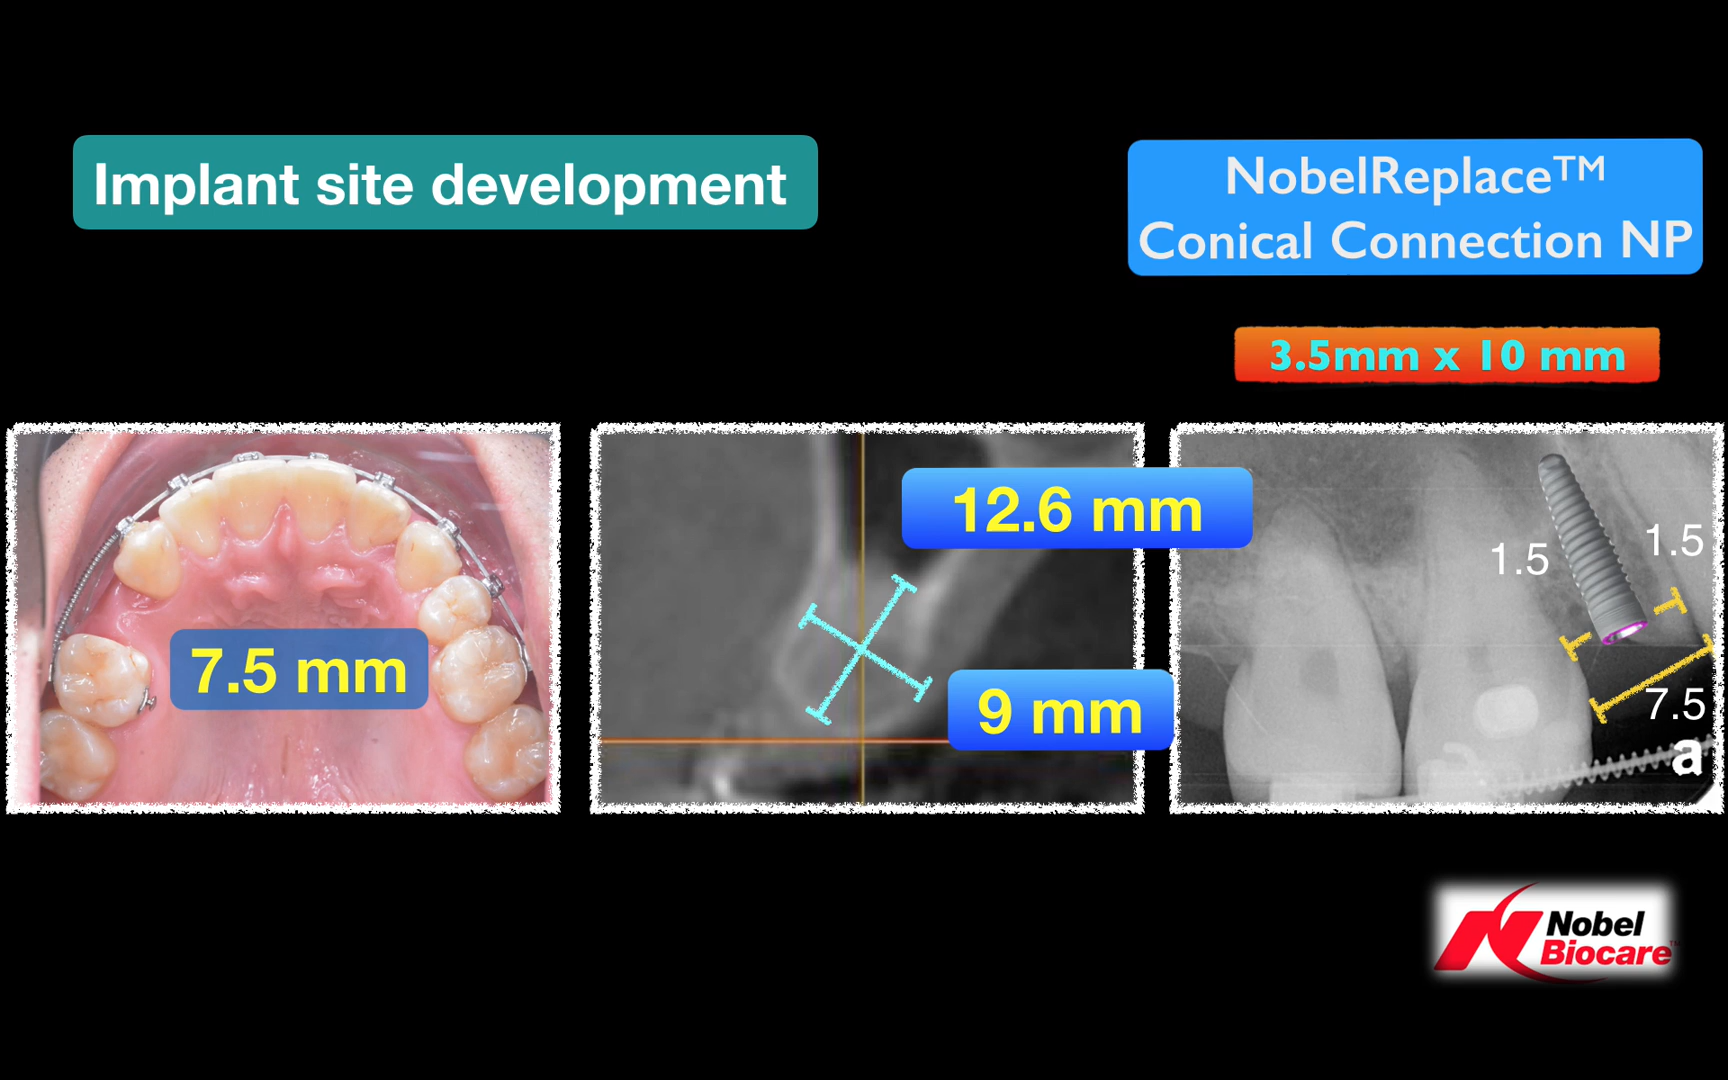 Implant site development
NobelReplace™
Conical Connection NP
3.5mm x 10 mm
7.5 mm
12.6 mm
9 mm
1.5
1.5
7.5
a
Nobel
Biocare™